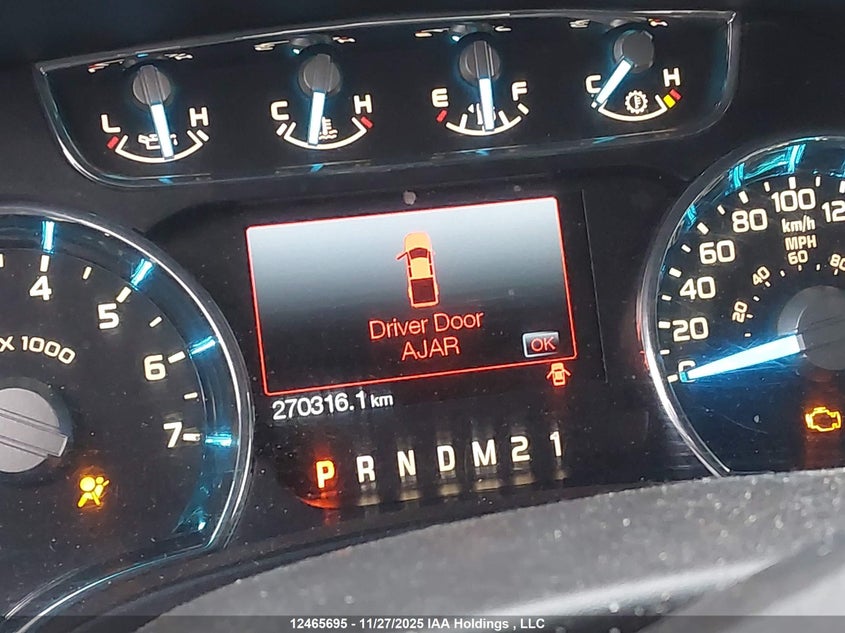 L H
C H
E F
C H
4
5
6
7
X 1000
Driver Door
AJAR
OK
270316.1 km
P R N D M 2 1
0 20 40 60 80 100
km/h
MPH
20 40 60 80
12465695 - 11/27/2025 IAA Holdings , LLC